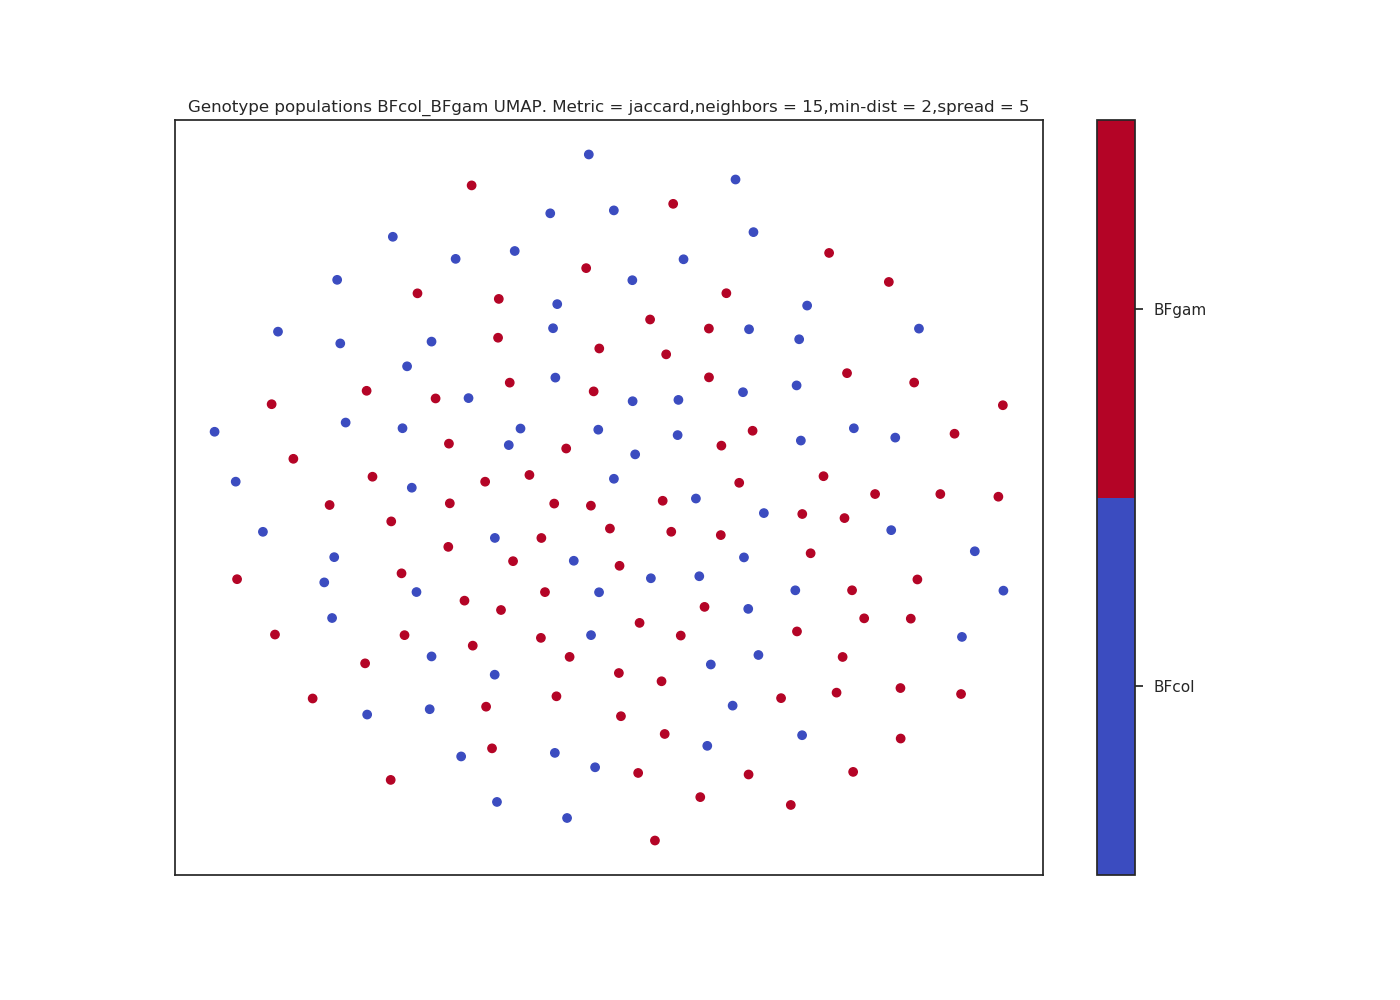 Genotype populations BFcol_BFgam UMAP. Metric = jaccard,neighbors = 15,min-dist = 2,spread = 5
BFgam
BFcol